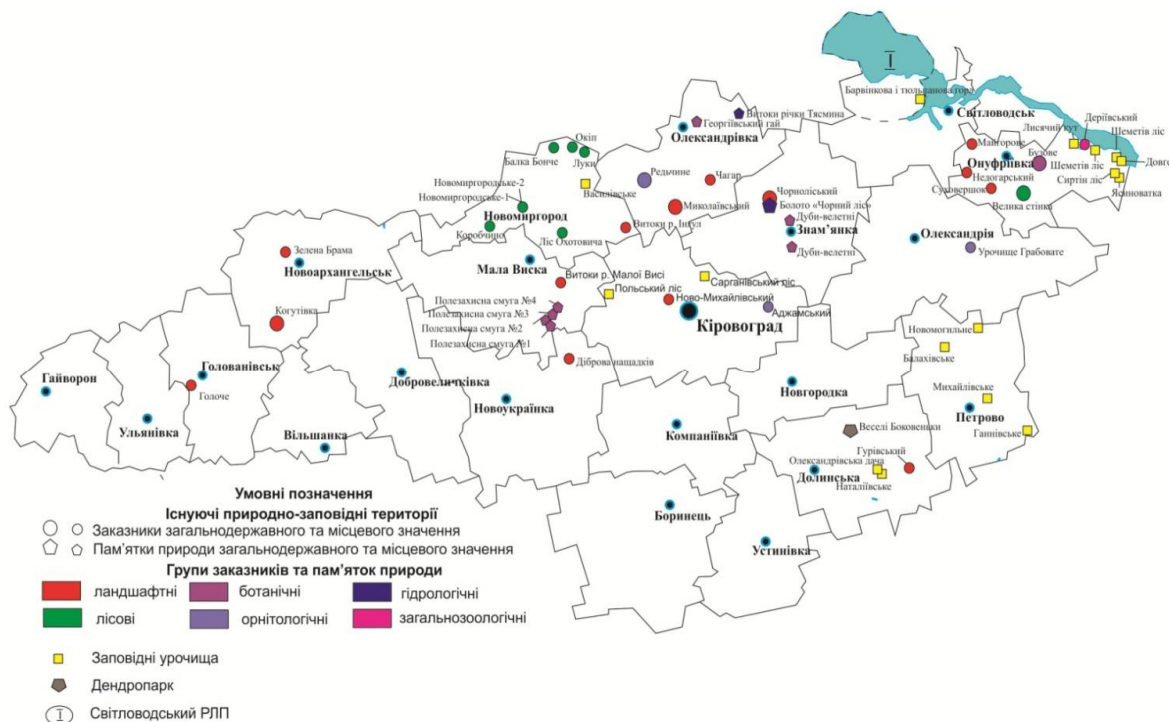 I
Барвінкова і тюльпанова гора
Світловодськ
Витоки річки Тясмина
Георгіївський гай
Олександрівка
Деріївський
Лисячий кут
Шеметів ліс
Майгорове
Онуфріївка
Бузове
Шеметів ліс
Довге
Недогарський
Сиртін ліс
Суховершок
Ясинуватка
Велика стінка
Окіп
Балка Бонче
Луки
Редьчине
Чагар
Василівське
Чорноліський
Новомиргородське-2
Новомиргородське-1
Миколаївський
Болото «Чорний ліс»
Новомиргород
Дуби-велетні
Знам’янка
Коробчино
Ліс Охотовича
Витоки р. Інгул
Олександрія
Дуби-велетні
Урочище Грабовате
Зелена Брама
Новоархангельськ
Мала Виска
Витоки р. Малої Висі
Сарганівський ліс
Польський ліс
Ново-Михайлівський
Полезахисна смуга №4
Полезахисна смуга №3
Полезахисна смуга №2
Полезахисна смуга №1
Аджамський
Кіровоград
Когутівка
Новомогильне
Балахівське
Діброва нащадків
Голованівськ
Гайворон
Голоче
Добровеличківка
Новоукраїнка
Новгородка
Михайлівське
Петрово
Ульянівка
Вільшанка
Компаніївка
Веселі Боковеньки
Ганнівське
Гурівський
Олександрівська дача
Долинська
Наталіївське
Боринець
Устинівка
Умовні позначення
Існуючі природно-заповідні території
Заказники загальнодержавного та місцевого значення
Пам’ятки природи загальнодержавного та місцевого значення
Групи заказників та пам’яток природи
ландшафтні
ботанічні
гідрологічні
лісові
орнітологічні
загальнозоологічні
Заповідні урочища
Дендропарк
I Світловодський РЛП